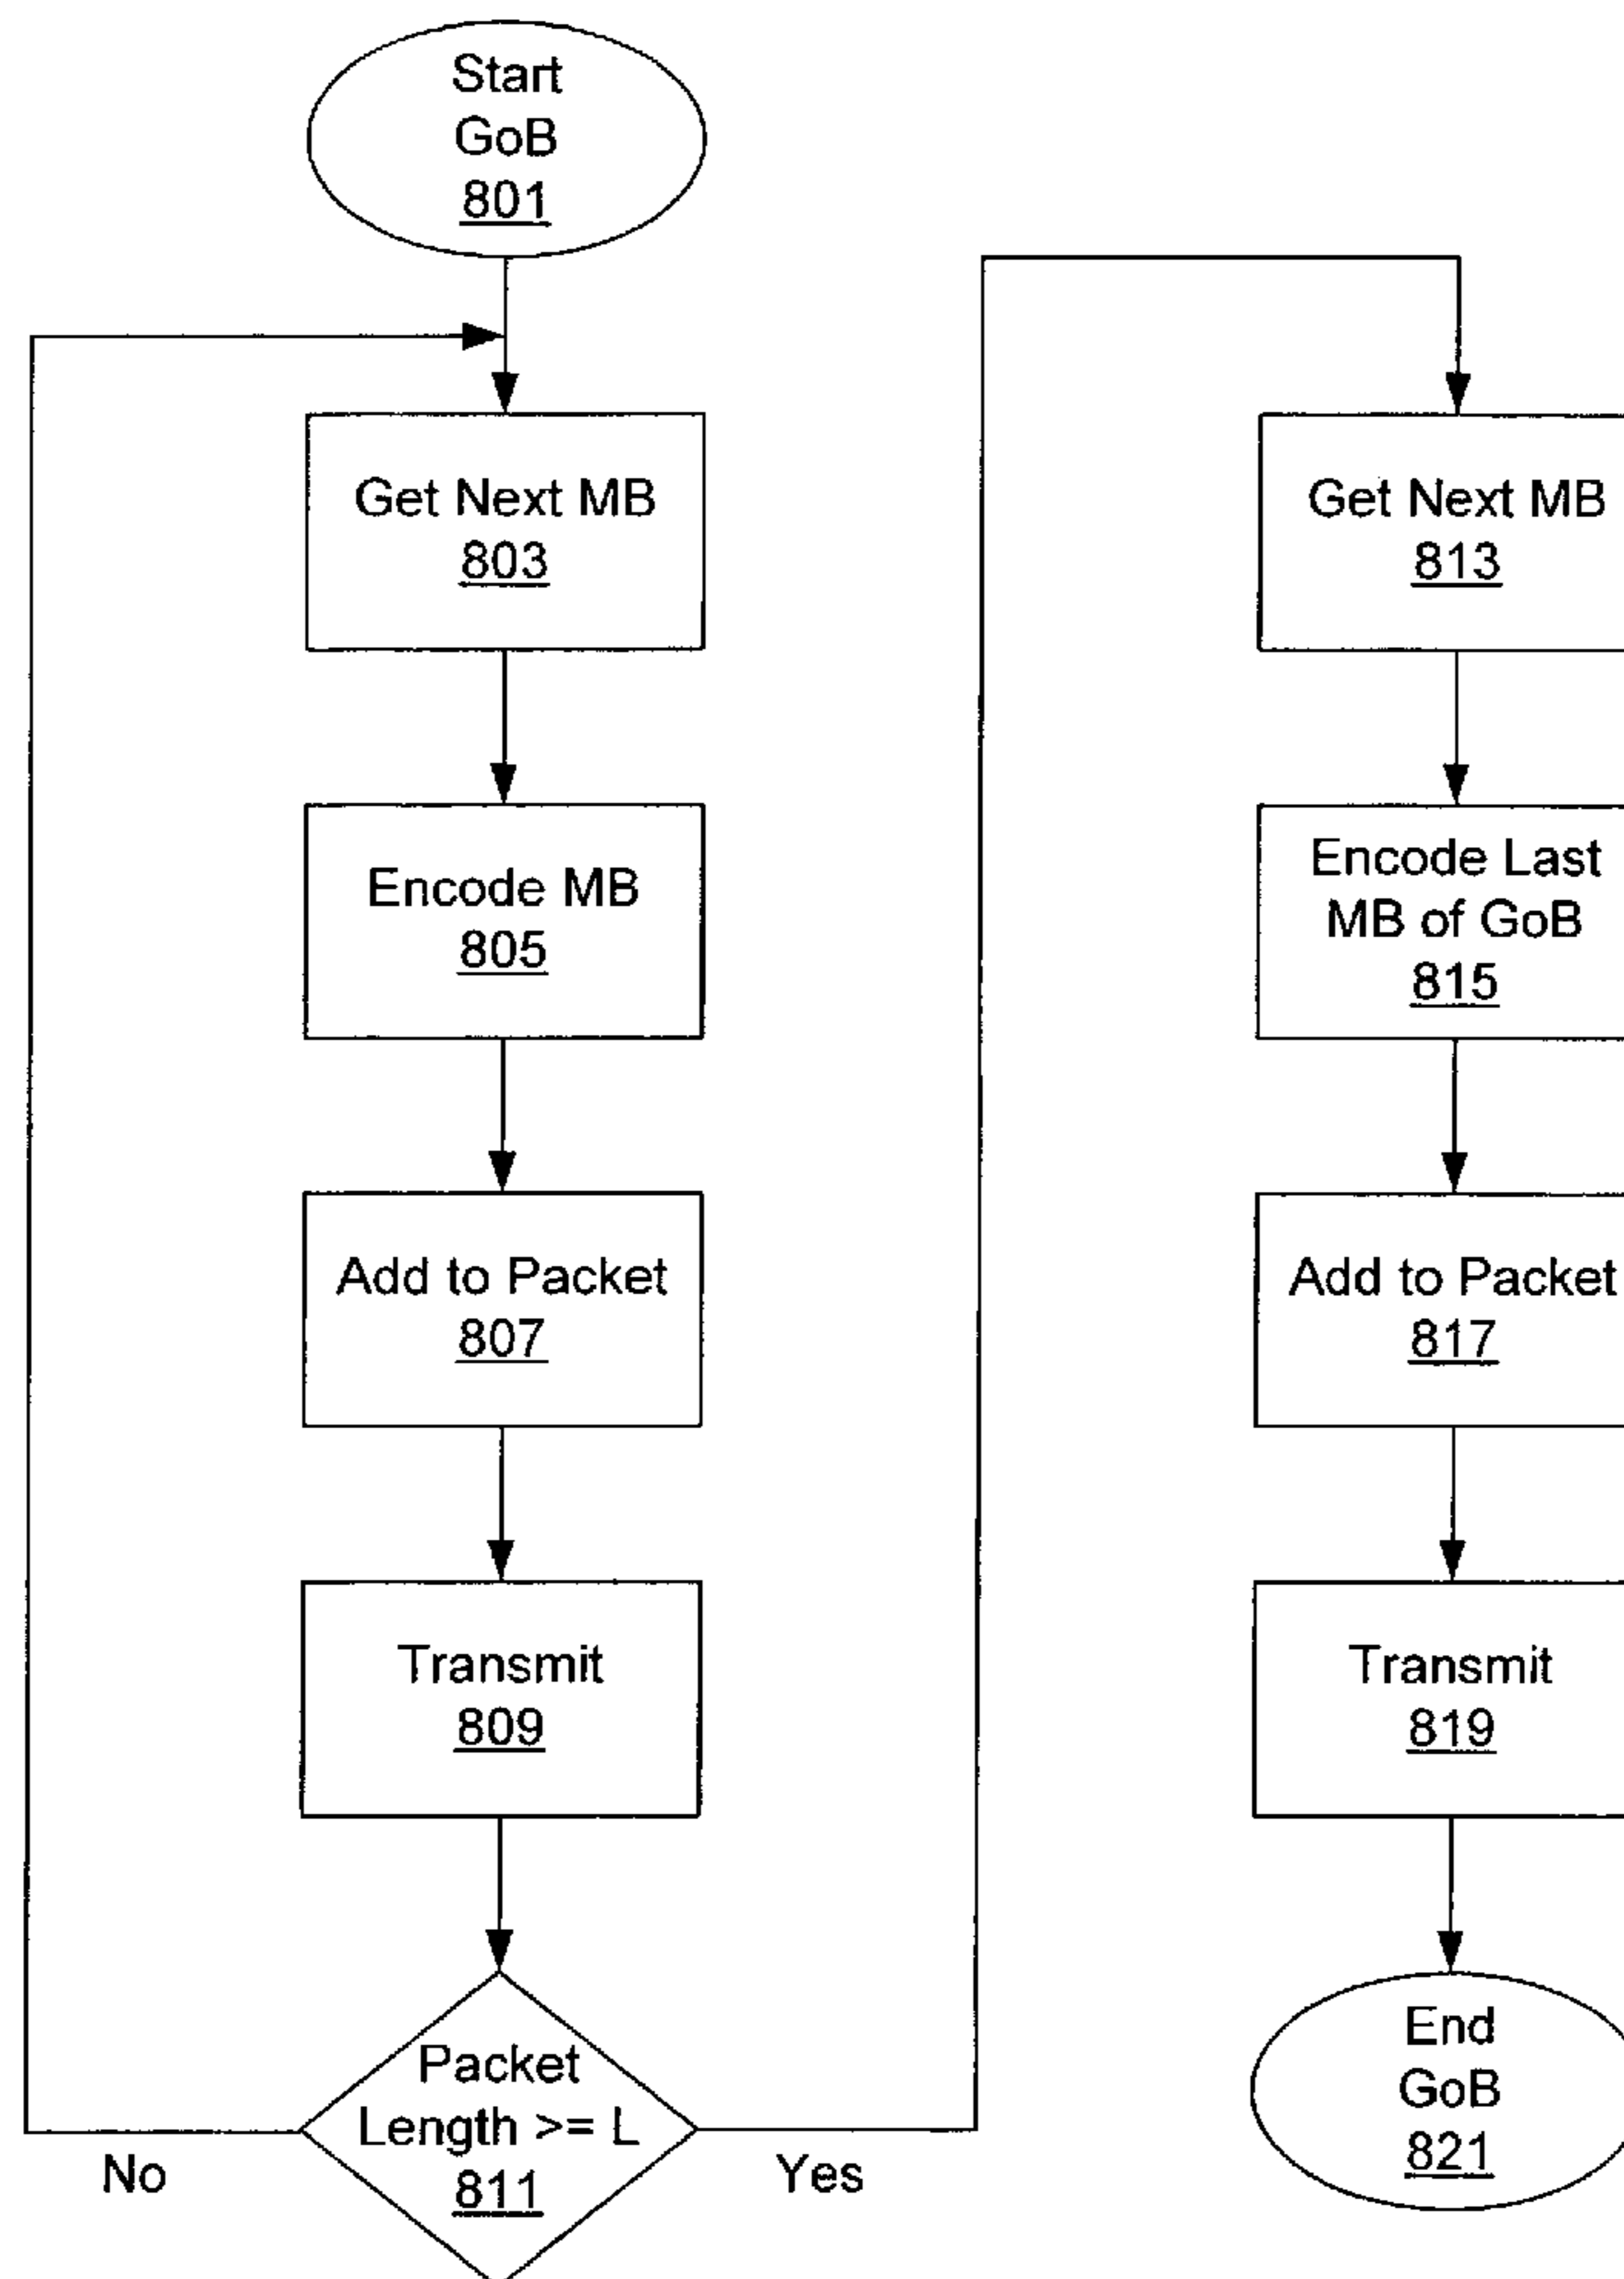 Start
GoB
801
Get Next MB
803
Encode MB
805
Add to Packet
807
Transmit
809
Packet
Length >= L
811
No
Yes
Get Next MB
813
Encode Last
MB of GoB
815
Add to Packet
817
Transmit
819
End
GoB
821